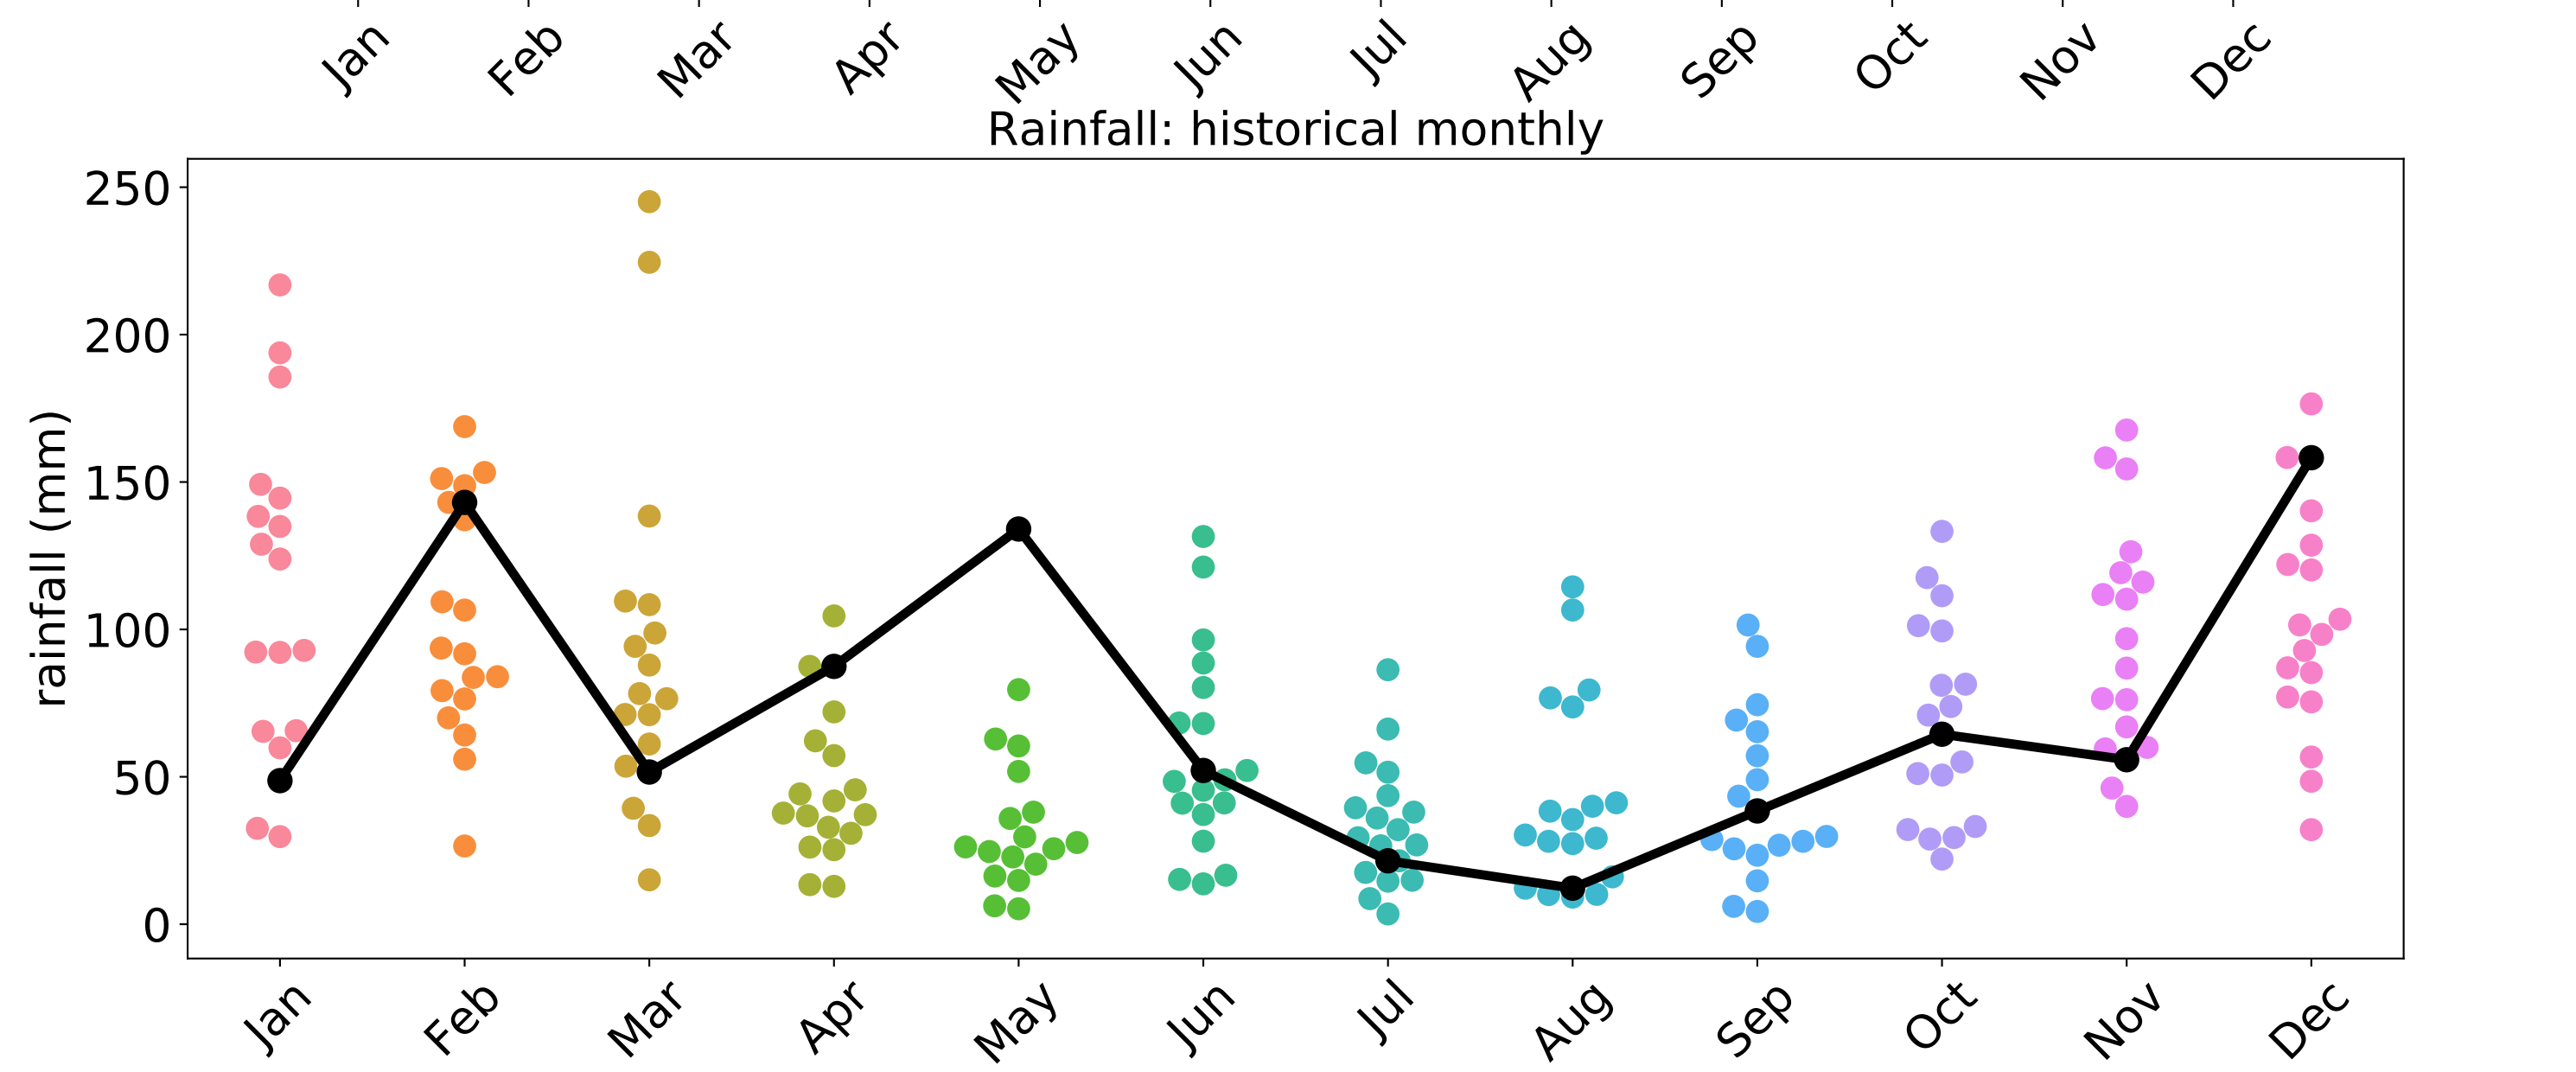 Jan Feb Mar Apr May Jun Jul Aug Sep Oct Nov Dec
Rainfall: historical monthly
250
200
150
100
50
0
rainfall (mm)
Jan Feb Mar Apr May Jun Jul Aug Sep Oct Nov Dec